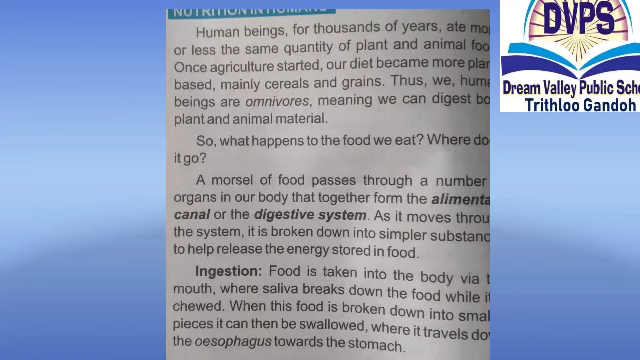 NUTRITION IN HUMANS
Human beings, for thousands of years, ate mo
or less the same quantity of plant and animal foo
Once agriculture started, our diet became more plan
based, mainly cereals and grains. Thus, we, huma
beings are omnivores, meaning we can digest bo
plant and animal material.
So, what happens to the food we eat? Where do
it go?
A morsel of food passes through a number
organs in our body that together form the alimenta
canal or the digestive system. As it moves throu
the system, it is broken down into simpler substanc
to help release the energy stored in food.
Ingestion: Food is taken into the body via t
mouth, where saliva breaks down the food while it
chewed. When this food is broken down into smal
pieces it can then be swallowed, where it travels do
the oesophagus towards the stomach.
DVPS
Dream Valley Public Scho
Trithloo Gandoh